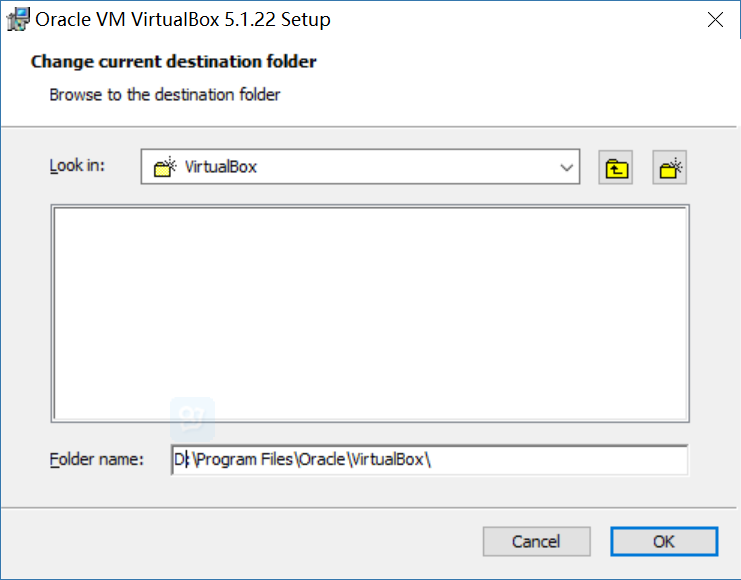 Oracle VM VirtualBox 5.1.22 Setup
Change current destination folder
Browse to the destination folder
Look in:
VirtualBox
Folder name:
D:\Program Files\Oracle\VirtualBox\
Cancel
OK